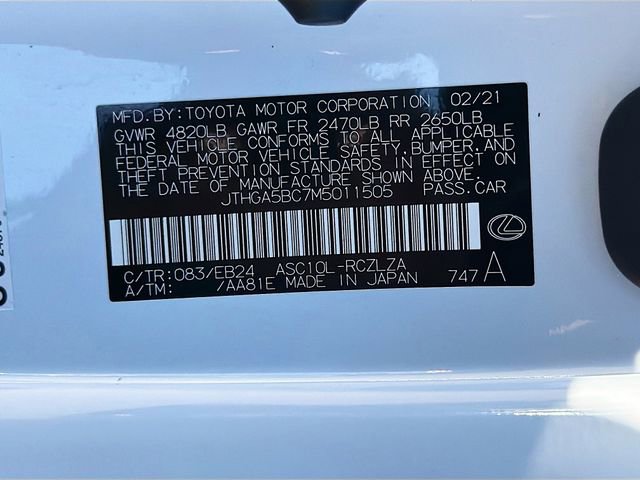 MFD.BY:TOYOTA MOTOR CORPORATION 02/21
GVWR 4820LB GAWR FR 2470LB RR 2650LB
THIS VEHICLE CONFORMS TO ALL APPLICABLE
FEDERAL MOTOR VEHICLE SAFETY,BUMPER,AND
THEFT PREVENTION STANDARDS IN EFFECT ON
THE DATE OF MANUFACTURE SHOWN ABOVE.
JTHGA5BC7M5011505 PASS.CAR
C/TR:083/EB24 ASC10L-RCZLZA
A/TM: /AA81E MADE IN JAPAN 747 A